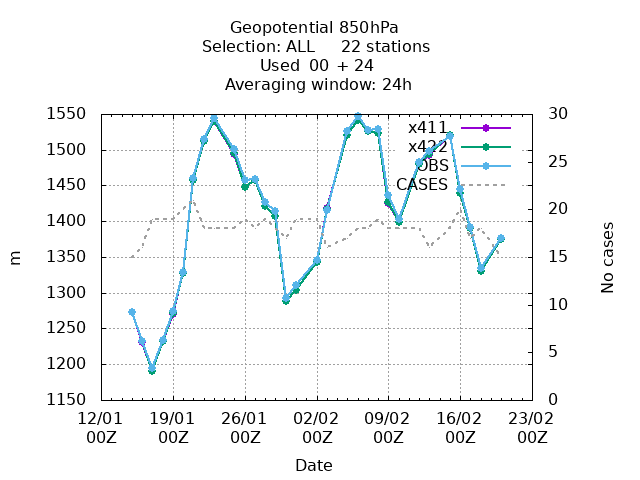 Geopotential 850hPa
Selection: ALL 22 stations
Used 00 + 24
Averaging window: 24h
1550
1500
1450
1400
1350
1300
1250
1200
1150
m
30
25
20
15
10
5
0
No cases
x411
x422
OBS
CASES
12/01 19/01 26/01 02/02 09/02 16/02 23/02
00Z 00Z 00Z 00Z 00Z 00Z 00Z
Date